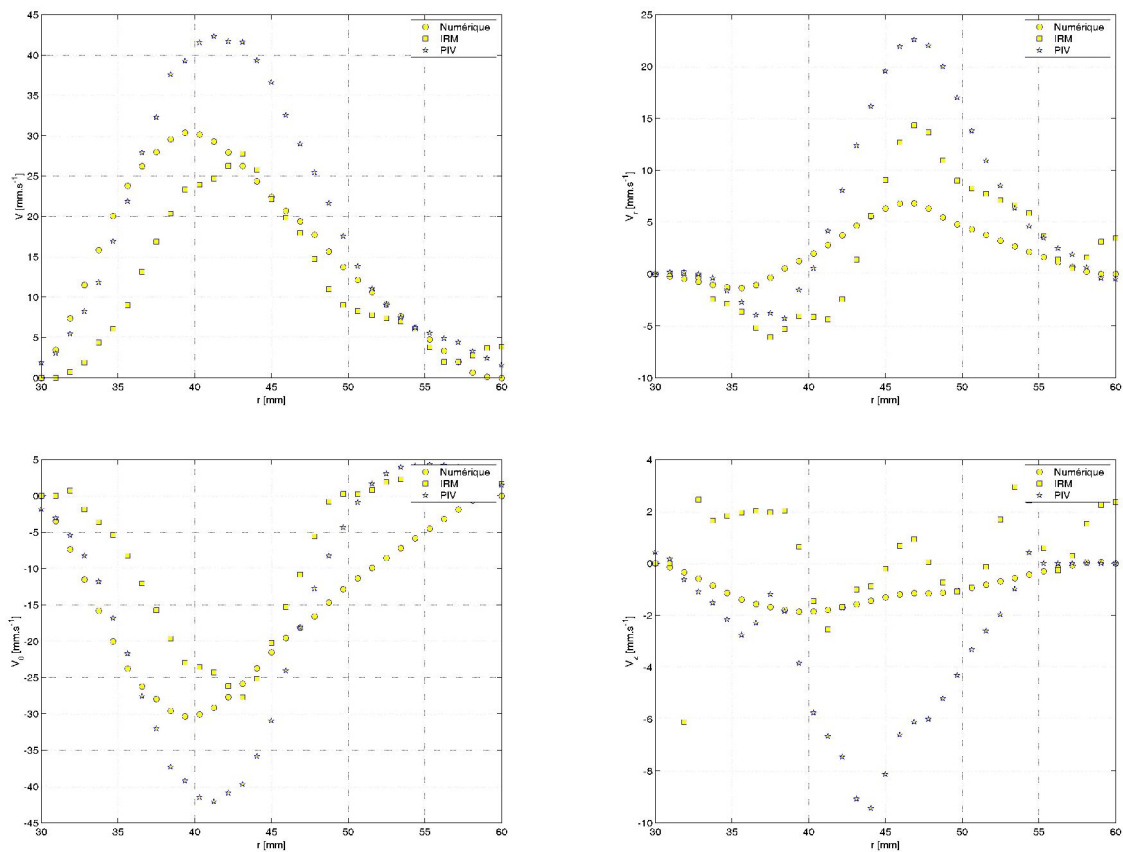 45
40
35
30
25
20
15
10
5
0
V [mm.s⁻¹]
30 35 40 45 50 55 60
r [mm]
Numérique
IRM
PIV
25
20
15
10
5
0
-5
-10
V_r [mm.s⁻¹]
30 35 40 45 50 55 60
r [mm]
Numérique
IRM
PIV
5
0
-5
-10
-15
-20
-25
-30
-35
-40
-45
V_θ [mm.s⁻¹]
30 35 40 45 50 55 60
r [mm]
Numérique
IRM
PIV
4
2
0
-2
-4
-6
-8
-10
V_z [mm.s⁻¹]
30 35 40 45 50 55 60
r [mm]
Numérique
IRM
PIV